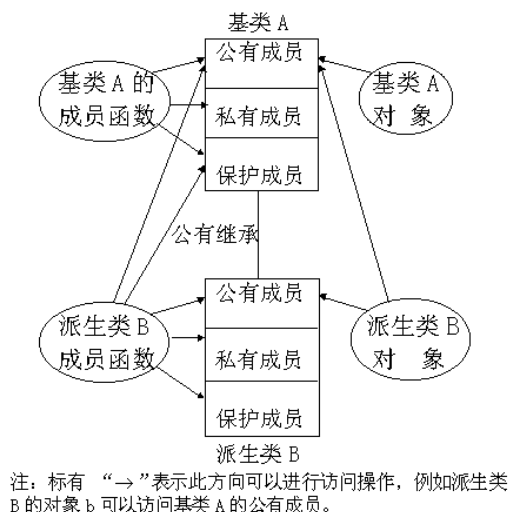 基类A
公有成员
私有成员
保护成员
基类A的
成员函数
基类A
对 象
公有继承
公有成员
私有成员
保护成员
派生类B
派生类B
成员函数
派生类B
对 象
注：标有 “→”表示此方向可以进行访问操作，例如派生类
B的对象b可以访问基类A的公有成员。